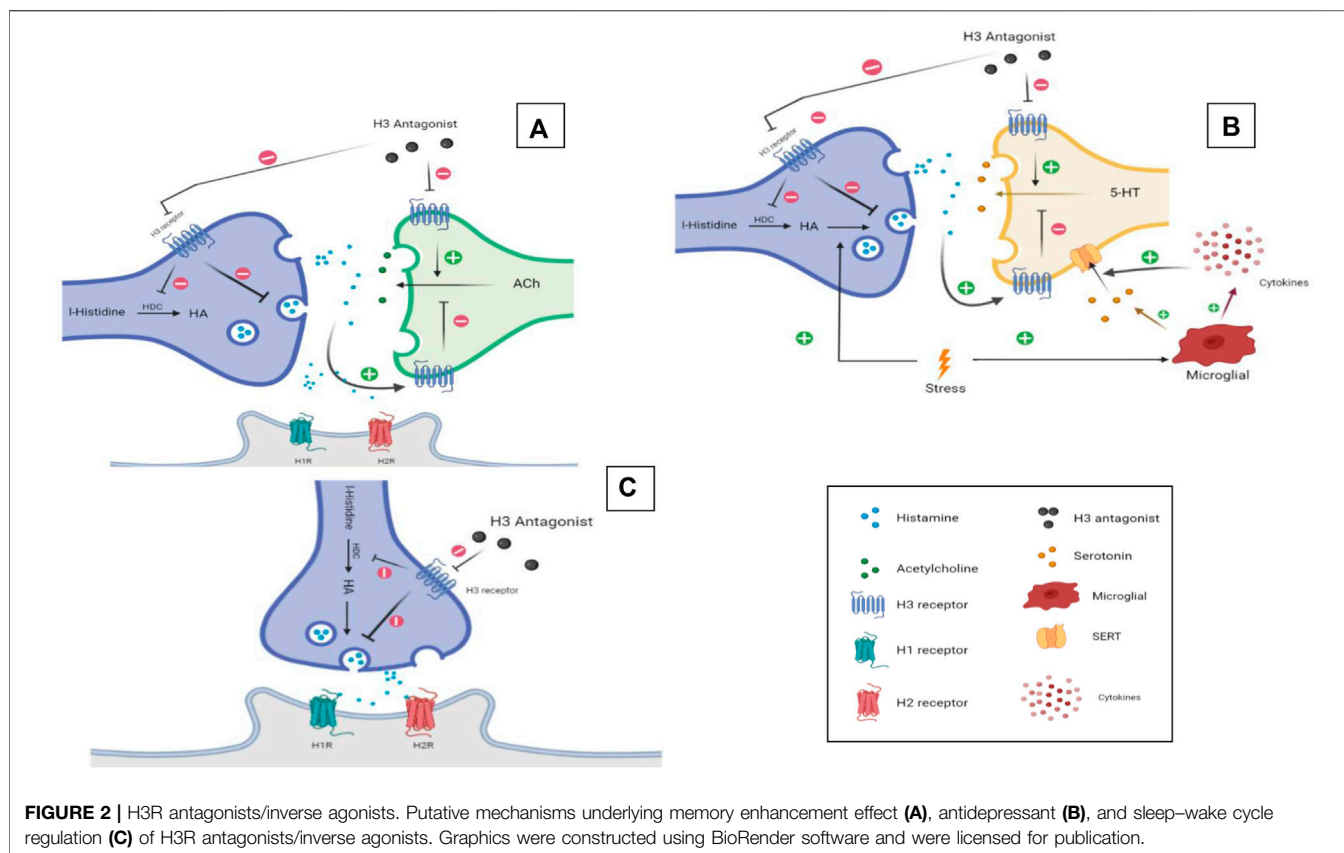 A
H3 Antagonist
H3 receptor
l-Histidine
HDC
HA
ACh
H1R
H2R
B
H3 Antagonist
H3 receptor
l-Histidine
HDC
HA
5-HT
Cytokines
Stress
Microglial
C
l-Histidine
HDC
HA
H3 Antagonist
H3 receptor
H1R
H2R
Histamine
H3 antagonist
Acetylcholine
Serotonin
H3 receptor
Microglial
H1 receptor
SERT
H2 receptor
Cytokines
FIGURE 2 | H3R antagonists/inverse agonists. Putative mechanisms underlying memory enhancement effect (A), antidepressant (B), and sleep–wake cycle
regulation (C) of H3R antagonists/inverse agonists. Graphics were constructed using BioRender software and were licensed for publication.